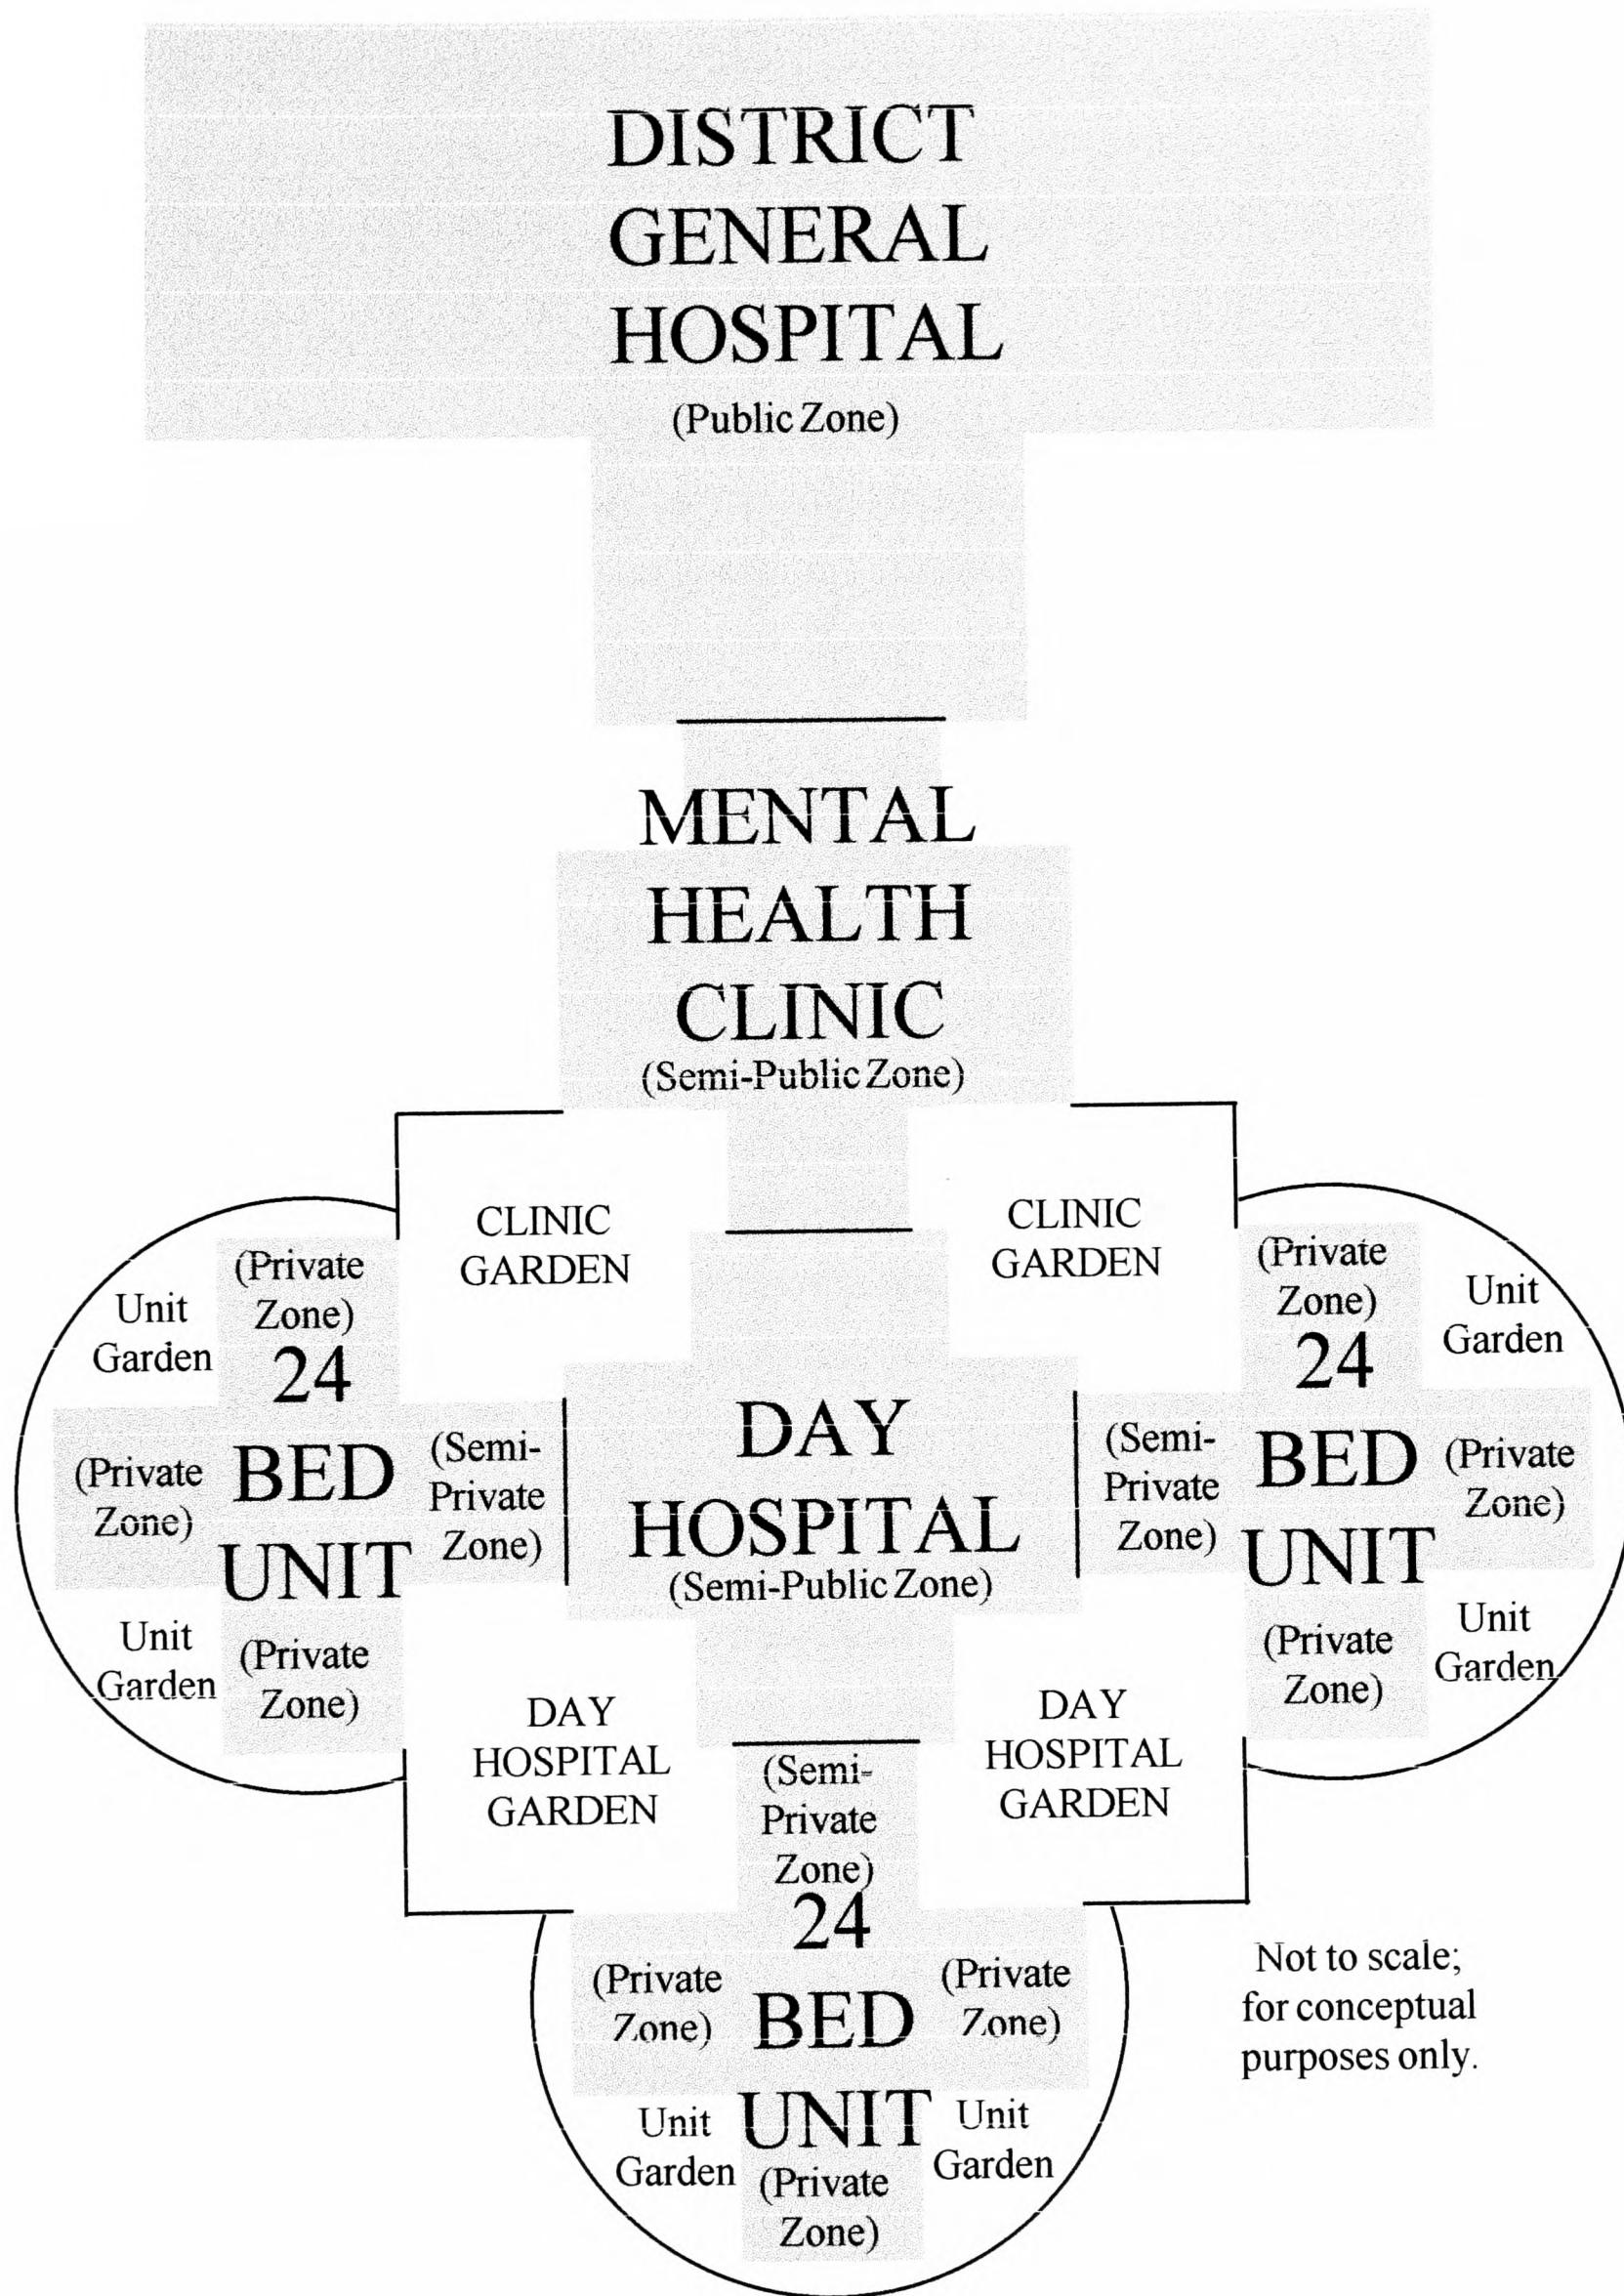 DISTRICT
GENERAL
HOSPITAL
(Public Zone)
MENTAL
HEALTH
CLINIC
(Semi-Public Zone)
CLINIC
GARDEN
CLINIC
GARDEN
Unit
Garden
(Private
Zone)
24
BED
UNIT
(Private
Zone)
(Semi-
Private
Zone)
Unit
Garden
(Private
Zone)
DAY
HOSPITAL
(Semi-Public Zone)
(Private
Zone)
24
BED
UNIT
Unit
Garden
(Semi-
Private
Zone)
(Private
Zone)
(Private
Zone)
Unit
Garden
DAY
HOSPITAL
GARDEN
DAY
HOSPITAL
GARDEN
(Semi-
Private
Zone)
24
BED
UNIT
(Private
Zone)
(Private
Zone)
Unit
Garden
Unit
Garden
(Private
Zone)
Not to scale;
for conceptual
purposes only.